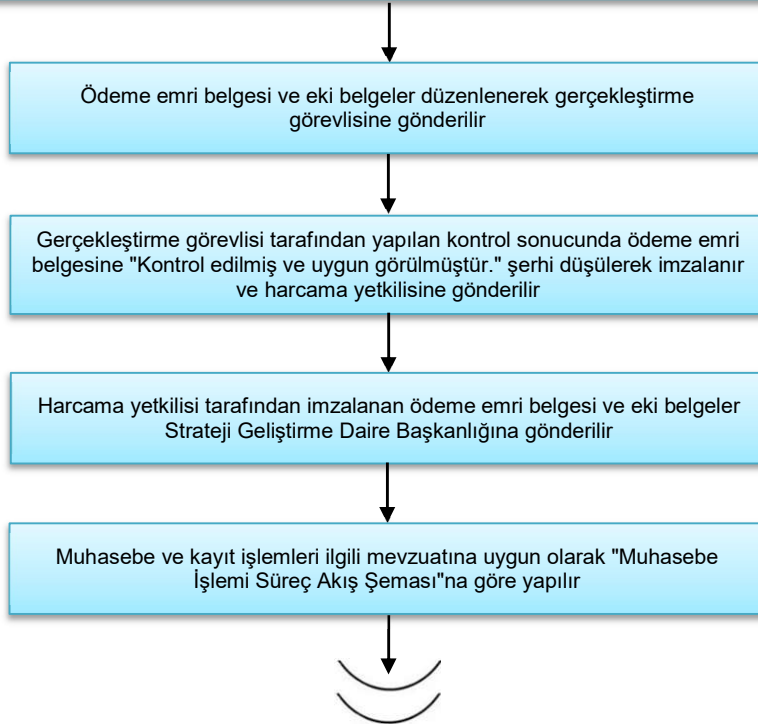 Ödeme emri belgesi ve eki belgeler düzenlenerek gerçekleştirme
görevlisine gönderilir
Gerçekleştirme görevlisi tarafından yapılan kontrol sonucunda ödeme emri
belgesine "Kontrol edilmiş ve uygun görülmüştür." şerhi düşülerek imzalanır
ve harcama yetkilisine gönderilir
Harcama yetkilisi tarafından imzalanan ödeme emri belgesi ve eki belgeler
Strateji Geliştirme Daire Başkanlığına gönderilir
Muhasebe ve kayıt işlemleri ilgili mevzuatına uygun olarak "Muhasebe
İşlemi Süreç Akış Şeması"na göre yapılır